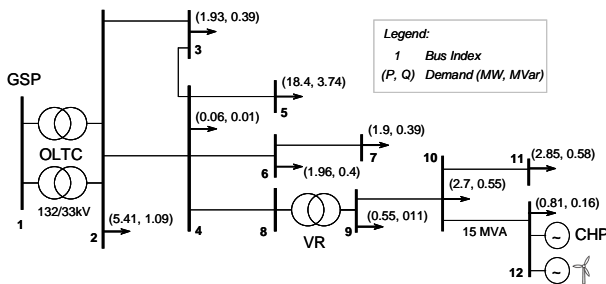 (1.93, 0.39)
3
Legend:
1 Bus Index
(P, Q) Demand (MW, MVar)
GSP
(18.4, 3.74)
5
(0.06, 0.01)
OLTC
132/33kV
1
(5.41, 1.09)
2
4
(1.9, 0.39)
7
6
(1.96, 0.4)
8
VR
9
(0.55, 011)
10
11
(2.85, 0.58)
(2.7, 0.55)
15 MVA
(0.81, 0.16)
~ CHP
12
~